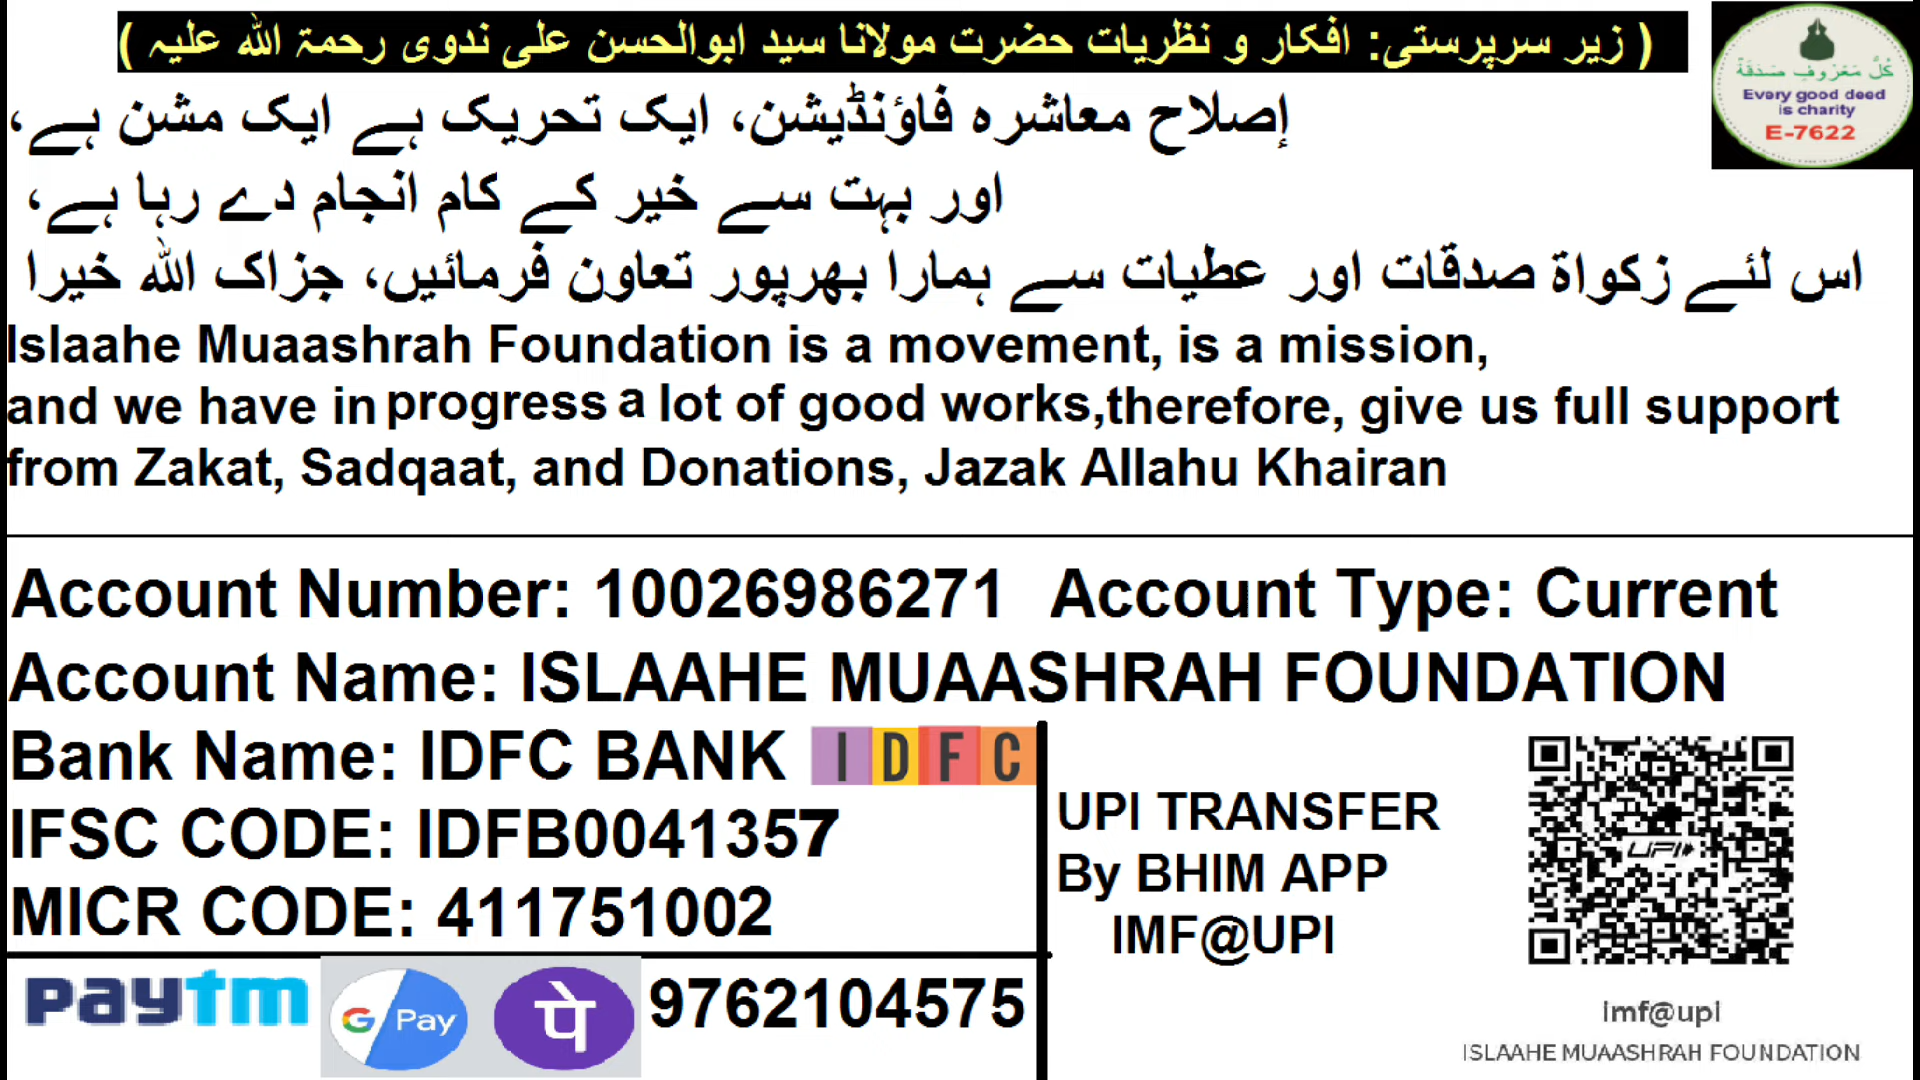 ( زیر سرپرستی: افکار و نظریات حضرت مولانا سید ابوالحسن علی ندوی رحمۃ اللہ علیہ )
كُلُّ مَعْرُوفٍ صَدَقَةٌ
Every good deed
is charity
E-7622
إصلاح معاشرہ فاؤنڈیشن، ایک تحریک ہے ایک مشن ہے،
اور بہت سے خیر کے کام انجام دے رہا ہے،
اس لئے زکواۃ صدقات اور عطیات سے ہمارا بھرپور تعاون فرمائیں، جزاک اللہ خیرا
Islaahe Muaashrah Foundation is a movement, is a mission,
and we have in progress a lot of good works,therefore, give us full support
from Zakat, Sadqaat, and Donations, Jazak Allahu Khairan
Account Number: 10026986271 Account Type: Current
Account Name: ISLAAHE MUAASHRAH FOUNDATION
Bank Name: IDFC BANK IDFC
IFSC CODE: IDFB0041357
MICR CODE: 411751002
UPI TRANSFER
By BHIM APP
IMF@UPI
UPI
imf@upi
ISLAAHE MUAASHRAH FOUNDATION
paytm G Pay पे 9762104575